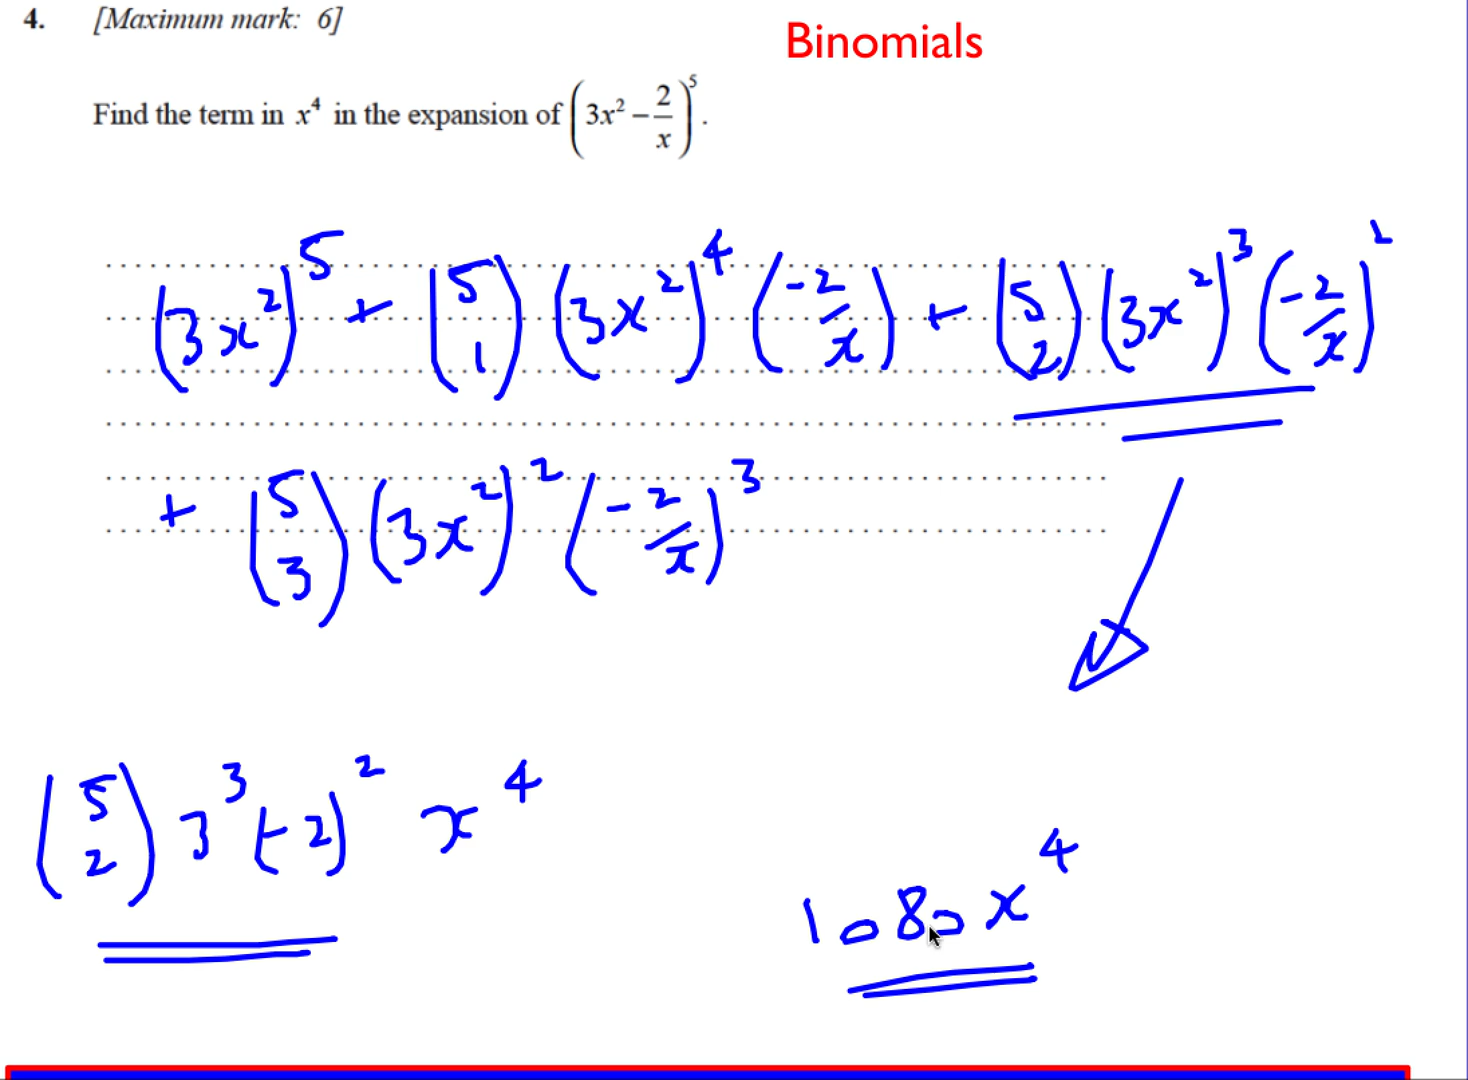 4. [Maximum mark: 6]
Binomials
Find the term in x⁴ in the expansion of (3x² − 2/x)⁵.
(3x²)⁵ + (5 1)(3x²)⁴(−2/x) + (5 2)(3x²)³(−2/x)²
+ (5 3)(3x²)²(−2/x)³
(5 2) 3³(−2)² x⁴
1080x⁴